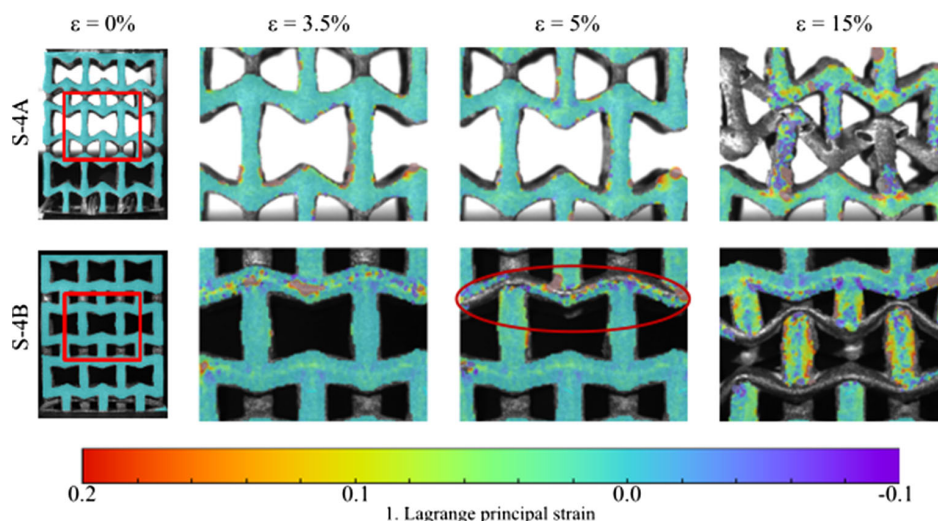 ε = 0% ε = 3.5% ε = 5% ε = 15%
S-4A
S-4B
0.2 0.1 0.0 -0.1
1. Lagrange principal strain